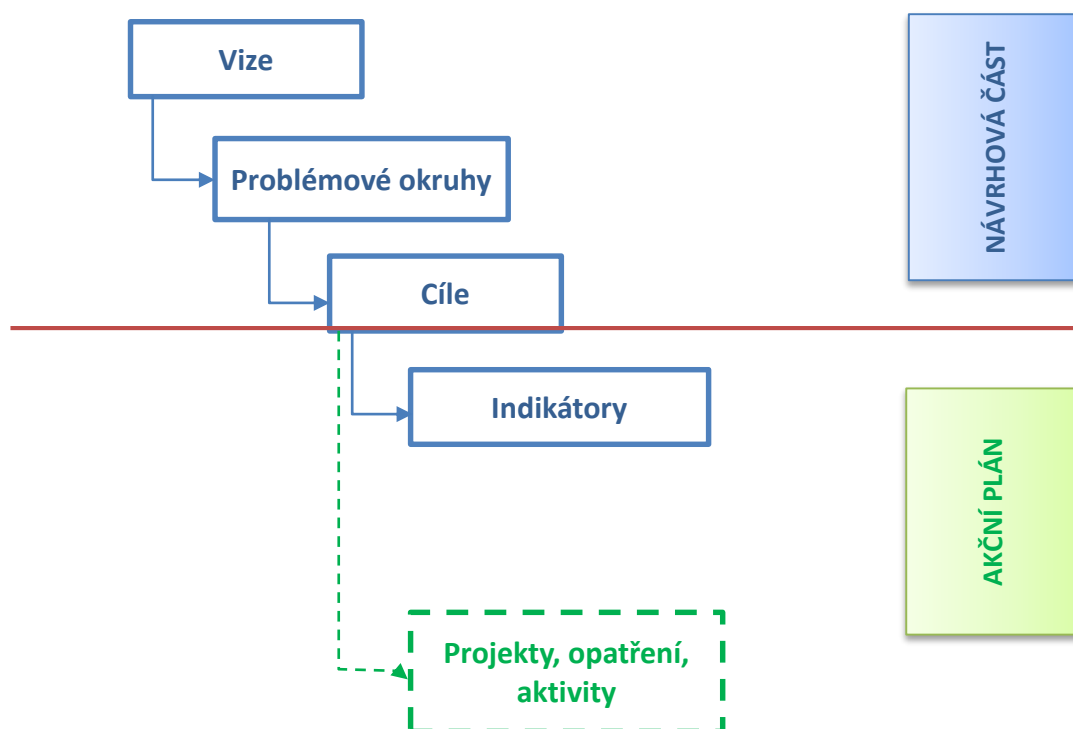 Vize
NÁVRHOVÁ ČÁST
Problémové okruhy
Cíle
Indikátory
AKČNÍ PLÁN
Projekty, opatření,
aktivity